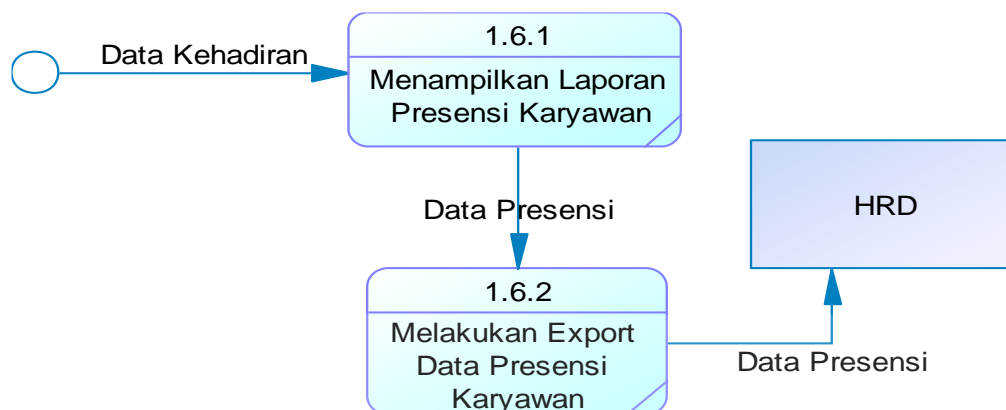 Data Kehadiran
1.6.1
Menampilkan Laporan
Presensi Karyawan
Data Presensi
HRD
1.6.2
Melakukan Export
Data Presensi
Karyawan
Data Presensi